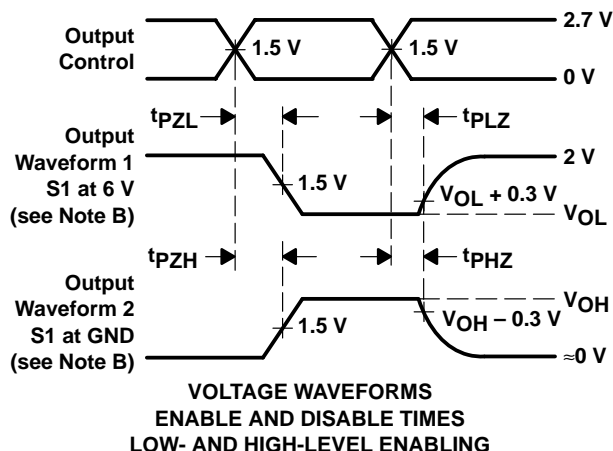 Output
Control
1.5 V
1.5 V
2.7 V
0 V
tPZL
tPLZ
Output
Waveform 1
S1 at 6 V
(see Note B)
1.5 V
2 V
VOL + 0.3 V
VOL
tPZH
tPHZ
Output
Waveform 2
S1 at GND
(see Note B)
1.5 V
VOH
VOH – 0.3 V
≈0 V
VOLTAGE WAVEFORMS
ENABLE AND DISABLE TIMES
LOW- AND HIGH-LEVEL ENABLING